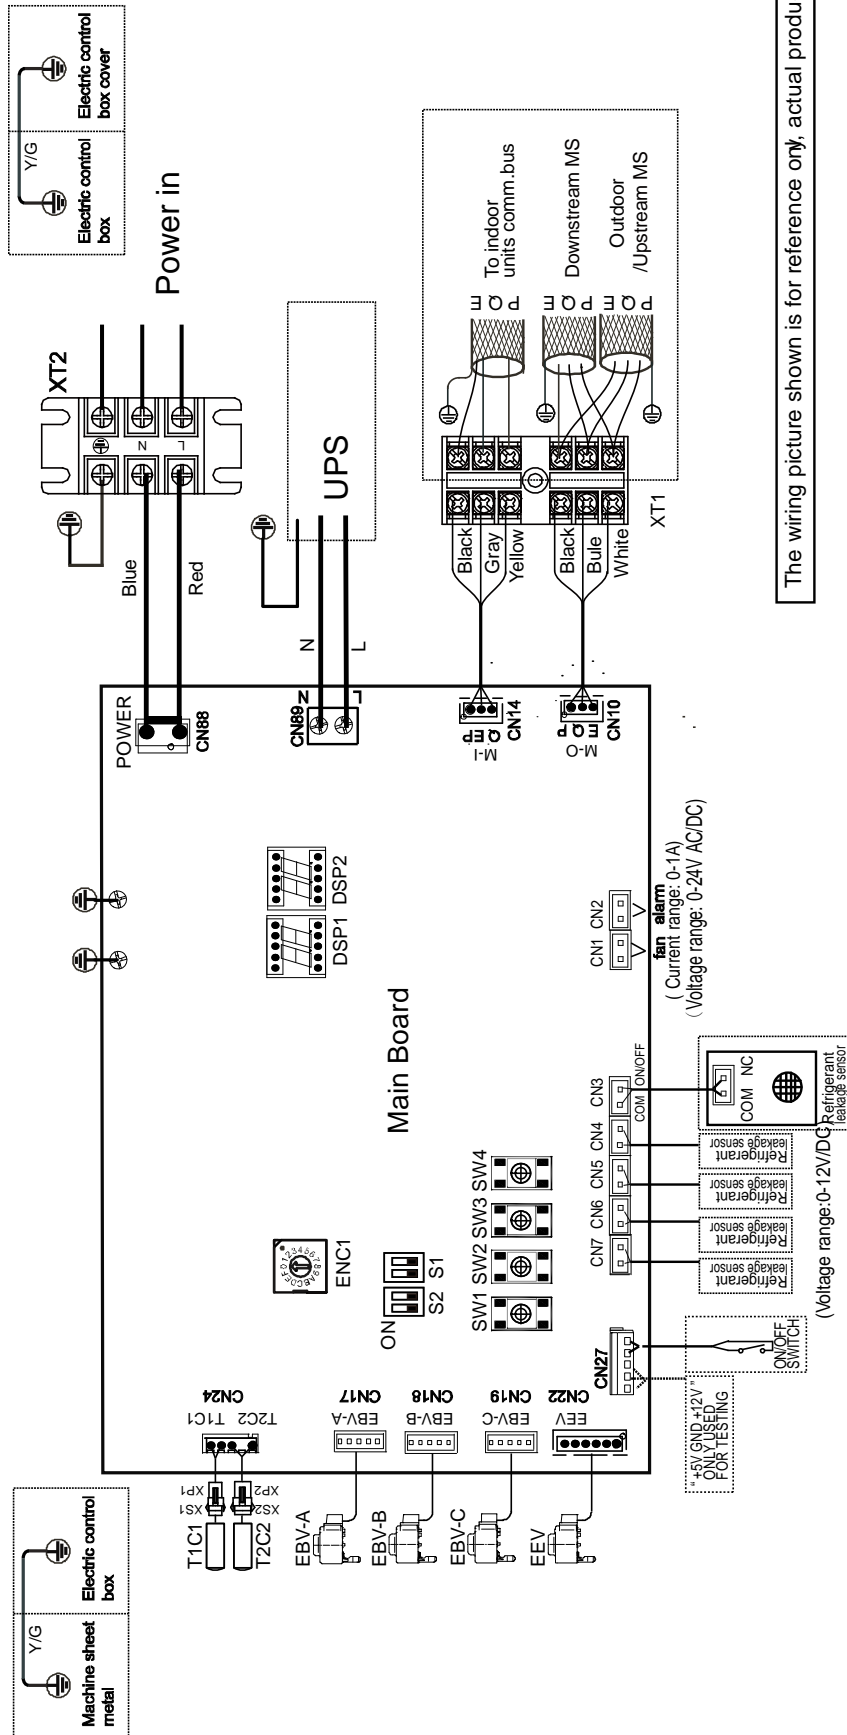 Machine sheet
metal
Y/G
Electric control
box
Electric control
box
Y/G
Electric control
box cover
XT2
Power in
N
L
Blue
Red
UPS
N
L
POWER
CN88
CN89
N
L
To indoor
units comm.bus
Downstream MS
Outdoor
/Upstream MS
E
Q
P
E
Q
P
E
Q
P
XT1
Black
Gray
Yellow
Black
Bule
White
Q E P
M-I
CN14
E Q P
M-O
CN10
DSP1
DSP2
Main Board
ENC1
0123456789ABCDEF
ON
S2
S1
SW1
SW2
SW3
SW4
T1C1
T2C2
XS1
XP1
XS2
XP2
T1C1
T2C2
CN24
EBV-A
EBV-A
CN17
EBV-B
EBV-B
CN18
EBV-C
EBV-C
CN19
EEV
EEV
CN22
CN27
CN7
CN6
CN5
CN4
CN3
COM
ON/OFF
CN1
CN2
fan
alarm
( Current range: 0-1A)
(Voltage range: 0-24V AC/DC)
"+5V GND +12V"
ONLY USED
FOR TESTING
ON/OFF
SWITCH
Refrigerant
leakage sensor
Refrigerant
leakage sensor
Refrigerant
leakage sensor
Refrigerant
leakage sensor
COM
NC
Refrigerant
leakage sensor
(Voltage range:0-12V/DC)
The wiring picture shown is for reference only, actual produ